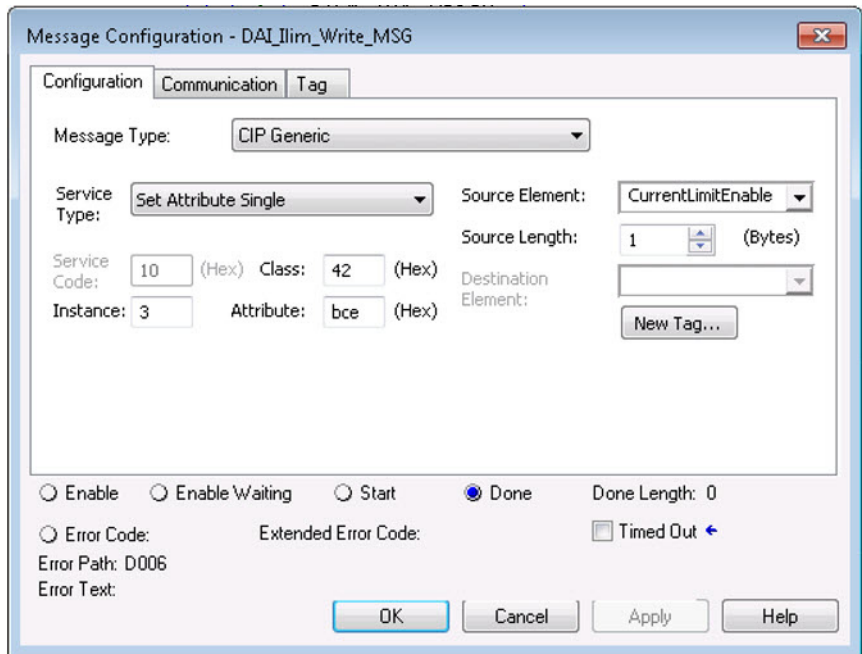 Message Configuration - DAI_Ilim_Write_MSG
Configuration Communication Tag
Message Type: CIP Generic
Service Type: Set Attribute Single Source Element: CurrentLimitEnable
Source Length: 1 (Bytes)
Service Code: 10 (Hex) Class: 42 (Hex) Destination Element:
Instance: 3 Attribute: bce (Hex)
New Tag...
Enable Enable Waiting Start Done Done Length: 0
Error Code: Extended Error Code: Timed Out
Error Path: D006
Error Text:
OK Cancel Apply Help